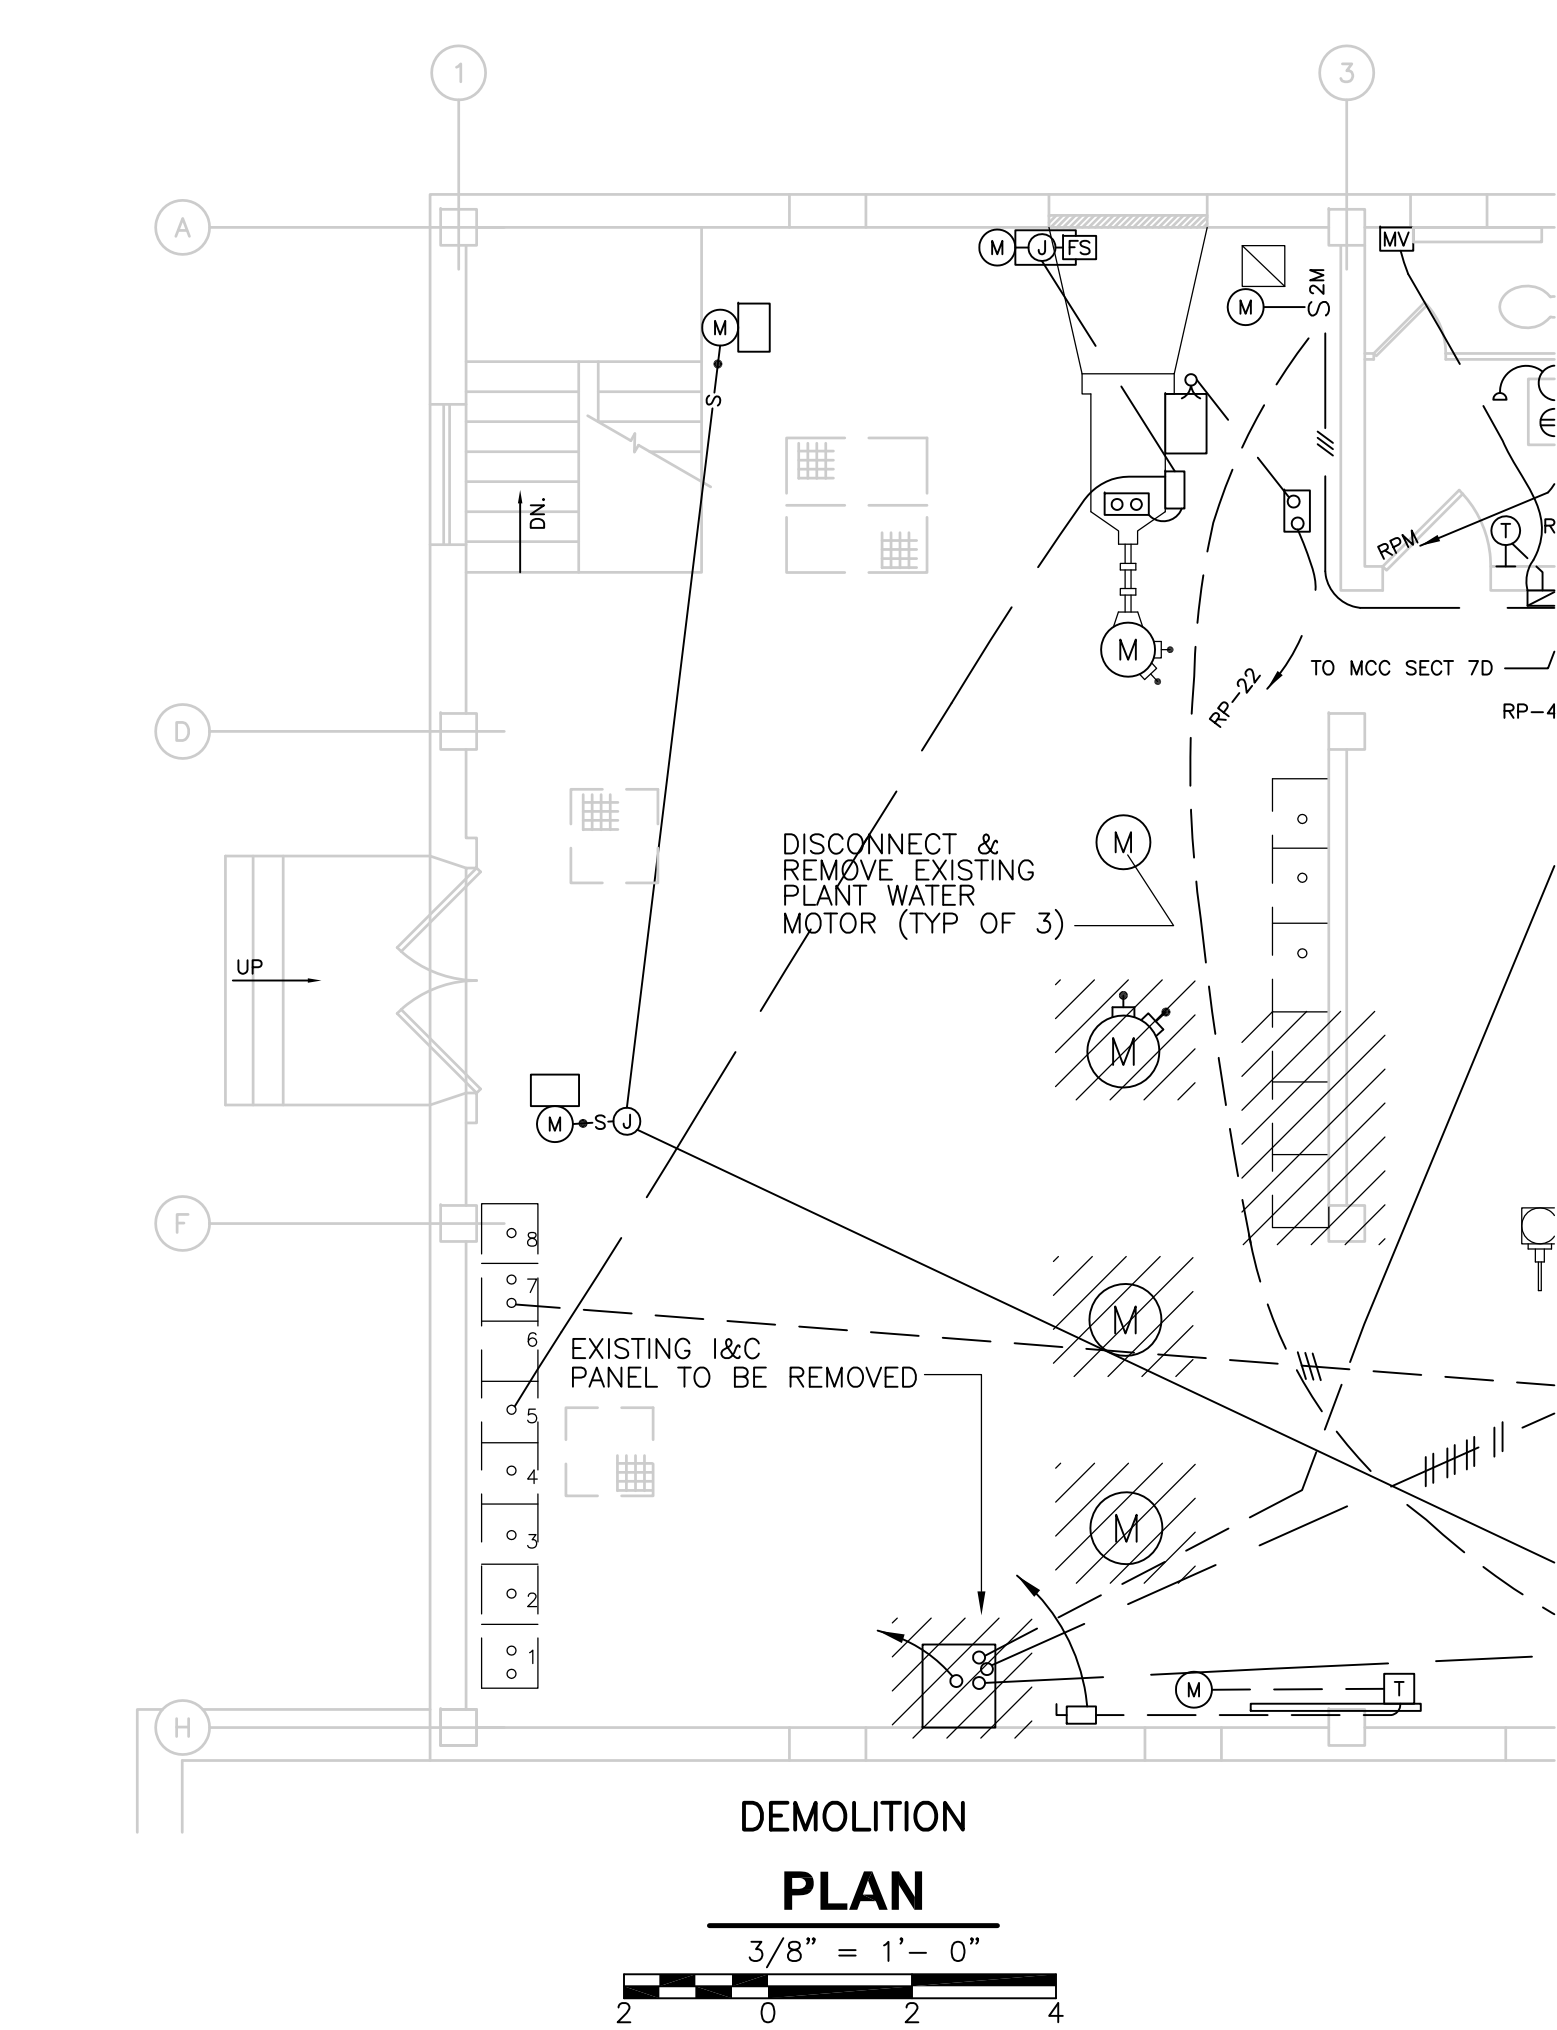 1
3
A
M
J
FS
MV
M
S 2M
M
S
DN.
RPM
T
R
M
TO MCC SECT 7D
RP-22
RP-4
D
DISCONNECT &
REMOVE EXISTING
PLANT WATER
MOTOR (TYP OF 3)
M
UP
M
M
S
J
F
8
7
6
M
EXISTING I&C
PANEL TO BE REMOVED
5
4
3
M
2
1
M
T
H
DEMOLITION
PLAN
3/8" = 1'- 0"
2 0 2 4